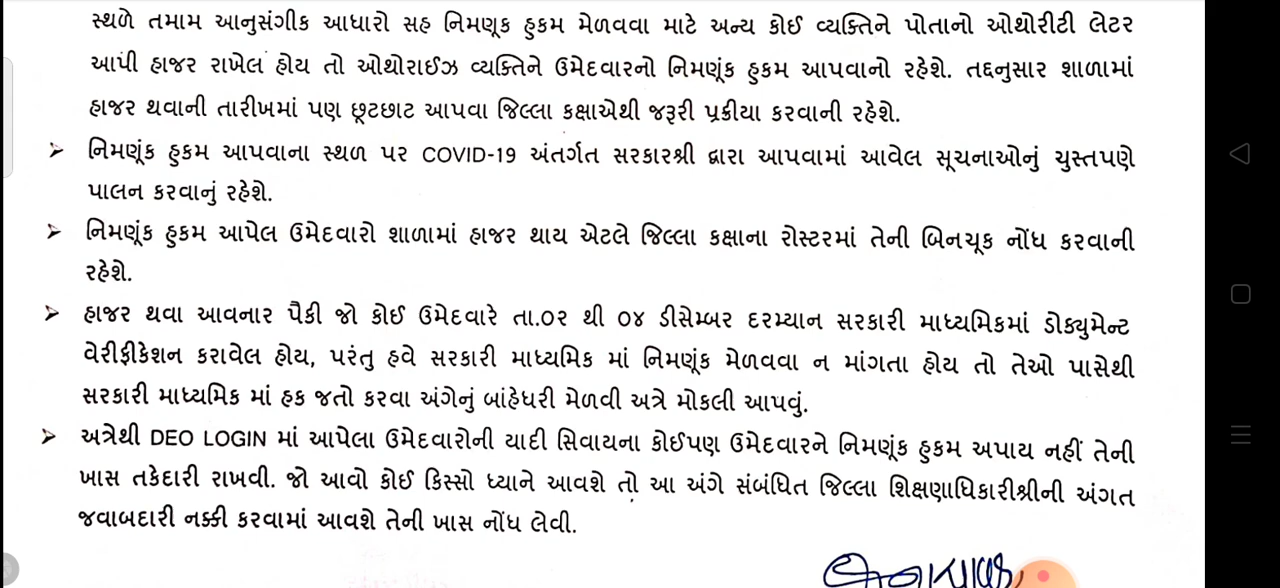 સ્થળે તમામ આનુસંગીક આધારો સહ નિમણૂક હુકમ મેળવવા માટે અન્ય કોઈ વ્યક્તિને પોતાનો ઓથોરીટી લેટર
આપી હાજર રાખેલ હોય તો ઓથોરાઈઝ વ્યક્તિને ઉમેદવારનો નિમણૂંક હુકમ આપવાનો રહેશે. તદ્દનુસાર શાળામાં
હાજર થવાની તારીખમાં પણ છૂટછાટ આપવા જિલ્લા કક્ષાએથી જરૂરી પ્રકીયા કરવાની રહેશે.
➢ નિમણૂંક હુકમ આપવાના સ્થળ પર COVID-19 અંતર્ગત સરકારશ્રી દ્વારા આપવામાં આવેલ સૂચનાઓનું ચુસ્તપણે
પાલન કરવાનું રહેશે.
➢ નિમણૂંક હુકમ આપેલ ઉમેદવારો શાળામાં હાજર થાય એટલે જિલ્લા કક્ષાના રોસ્ટરમાં તેની બિનચૂક નોંધ કરવાની
રહેશે.
➢ હાજર થવા આવનાર પૈકી જો કોઈ ઉમેદવારે તા.૦૨ થી ૦૪ ડીસેમ્બર દરમ્યાન સરકારી માધ્યમિકમાં ડોક્યુમેન્ટ
વેરીફીકેશન કરાવેલ હોય, પરંતુ હવે સરકારી માધ્યમિક માં નિમણૂંક મેળવવા ન માંગતા હોય તો તેઓ પાસેથી
સરકારી માધ્યમિક માં હક જતો કરવા અંગેનું બાંહેધરી મેળવી અત્રે મોકલી આપવું.
➢ અત્રેથી DEO LOGIN માં આપેલા ઉમેદવારોની યાદી સિવાયના કોઈપણ ઉમેદવારને નિમણૂંક હુકમ અપાય નહીં તેની
ખાસ તકેદારી રાખવી. જો આવો કોઈ કિસ્સો ધ્યાને આવશે તો આ અંગે સંબંધિત જિલ્લા શિક્ષણાધિકારીશ્રીની અંગત
જવાબદારી નક્કી કરવામાં આવશે તેની ખાસ નોંધ લેવી.